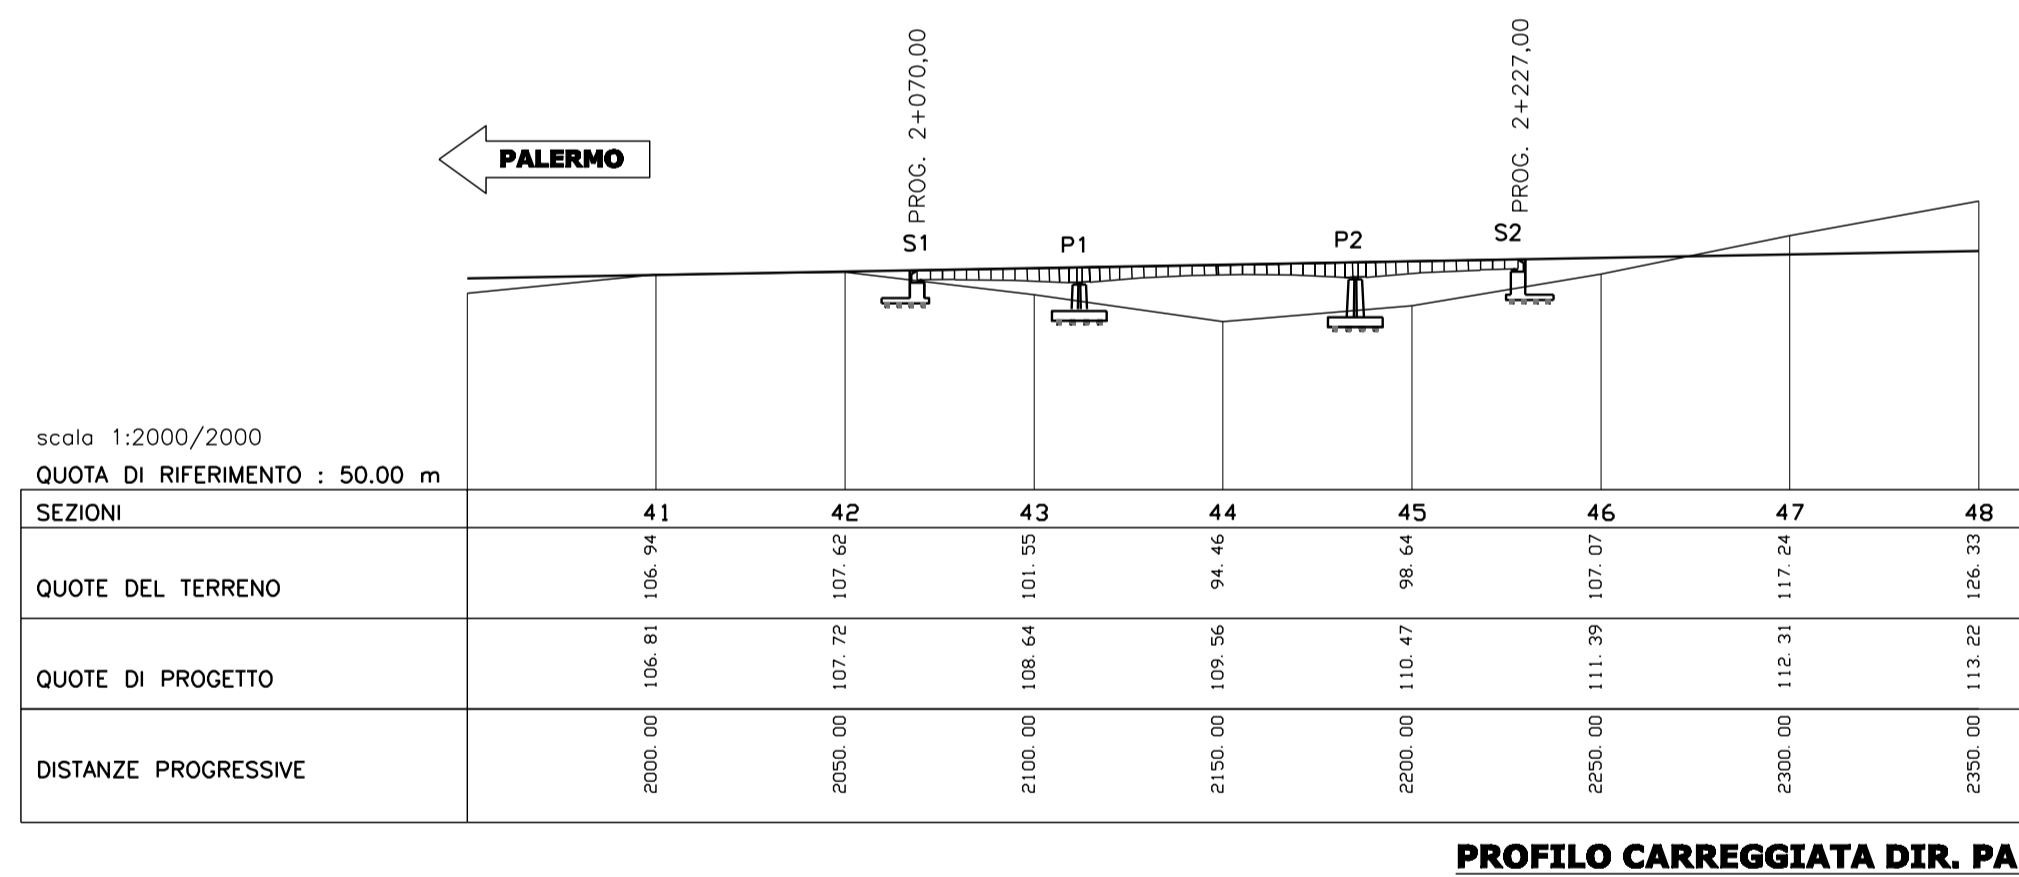 PROG. 2+070,00
PROG. 2+227,00
PALERMO
S1
P1
P2
S2
scala 1:2000/2000
QUOTA DI RIFERIMENTO : 50.00 m
SEZIONI 41 42 43 44 45 46 47 48
QUOTE DEL TERRENO 106.94 107.62 101.55 94.46 98.64 107.07 117.24 126.33
QUOTE DI PROGETTO 106.81 107.72 108.64 109.56 110.47 111.39 112.31 113.22
DISTANZE PROGRESSIVE 2000.00 2050.00 2100.00 2150.00 2200.00 2250.00 2300.00 2350.00
PROFILO CARREGGIATA DIR. PA